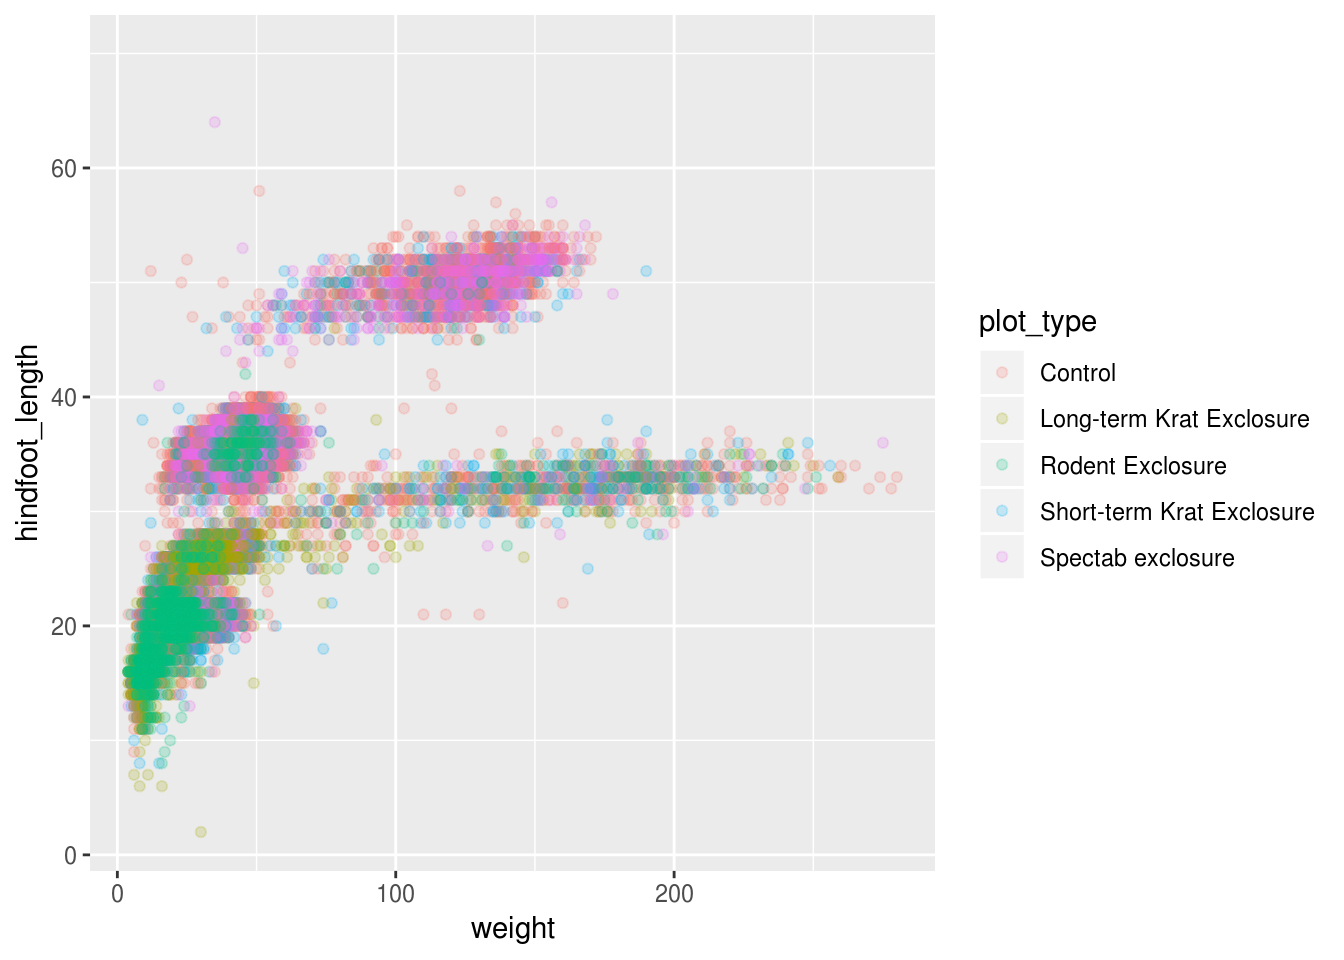 60
40
20
0
hindfoot_length
0
100
200
weight
plot_type
Control
Long-term Krat Exclosure
Rodent Exclosure
Short-term Krat Exclosure
Spectab exclosure